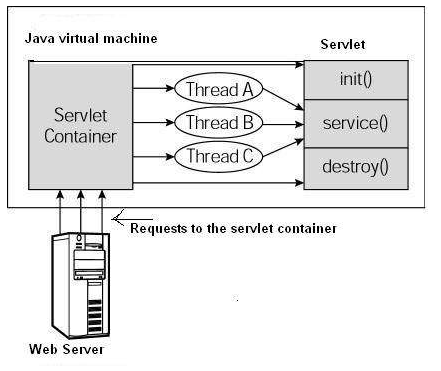 Java virtual machine
Servlet
Servlet
Container
Thread A
Thread B
Thread C
init()
service()
destroy()
Requests to the servlet container
Web Server